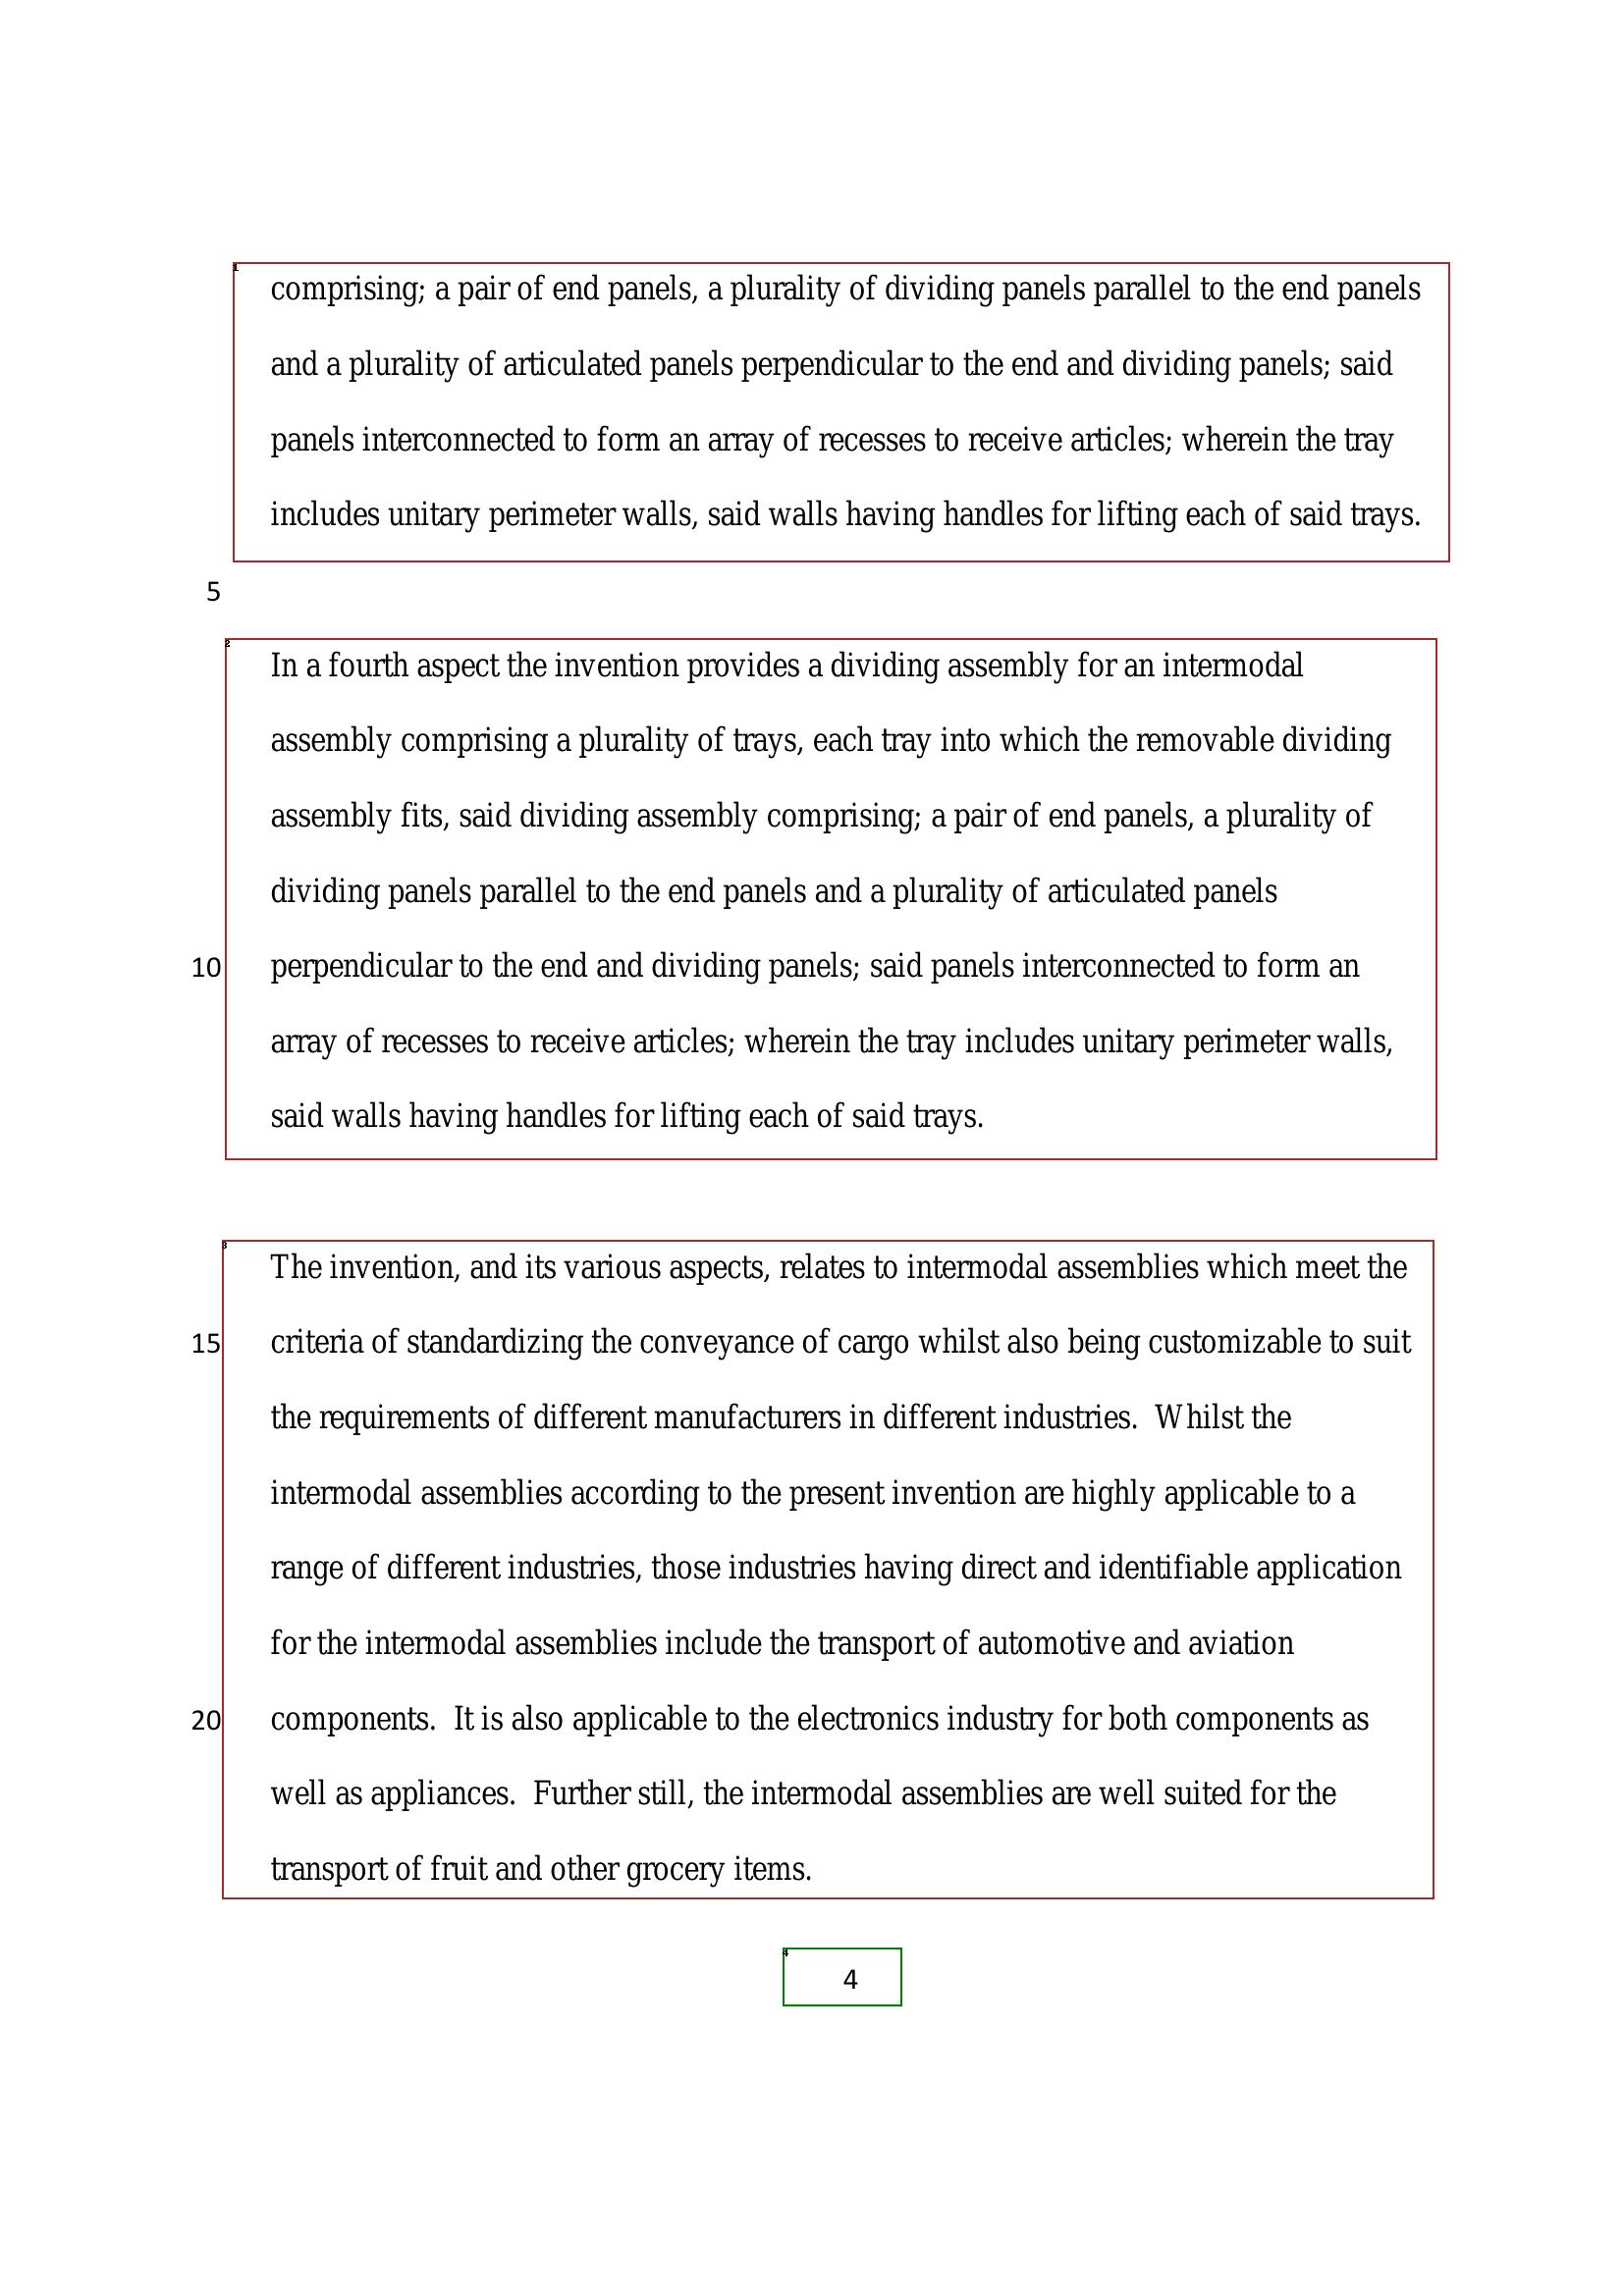 1
comprising; a pair of end panels, a plurality of dividing panels parallel to the end panels
and a plurality of articulated panels perpendicular to the end and dividing panels; said
panels interconnected to form an array of recesses to receive articles; wherein the tray
includes unitary perimeter walls, said walls having handles for lifting each of said trays.
5
2
In a fourth aspect the invention provides a dividing assembly for an intermodal
assembly comprising a plurality of trays, each tray into which the removable dividing
assembly fits, said dividing assembly comprising; a pair of end panels, a plurality of
dividing panels parallel to the end panels and a plurality of articulated panels
10 perpendicular to the end and dividing panels; said panels interconnected to form an
array of recesses to receive articles; wherein the tray includes unitary perimeter walls,
said walls having handles for lifting each of said trays.
3
The invention, and its various aspects, relates to intermodal assemblies which meet the
15 criteria of standardizing the conveyance of cargo whilst also being customizable to suit
the requirements of different manufacturers in different industries.  Whilst the
intermodal assemblies according to the present invention are highly applicable to a
range of different industries, those industries having direct and identifiable application
for the intermodal assemblies include the transport of automotive and aviation
20 components.  It is also applicable to the electronics industry for both components as
well as appliances.  Further still, the intermodal assemblies are well suited for the
transport of fruit and other grocery items.
4
4